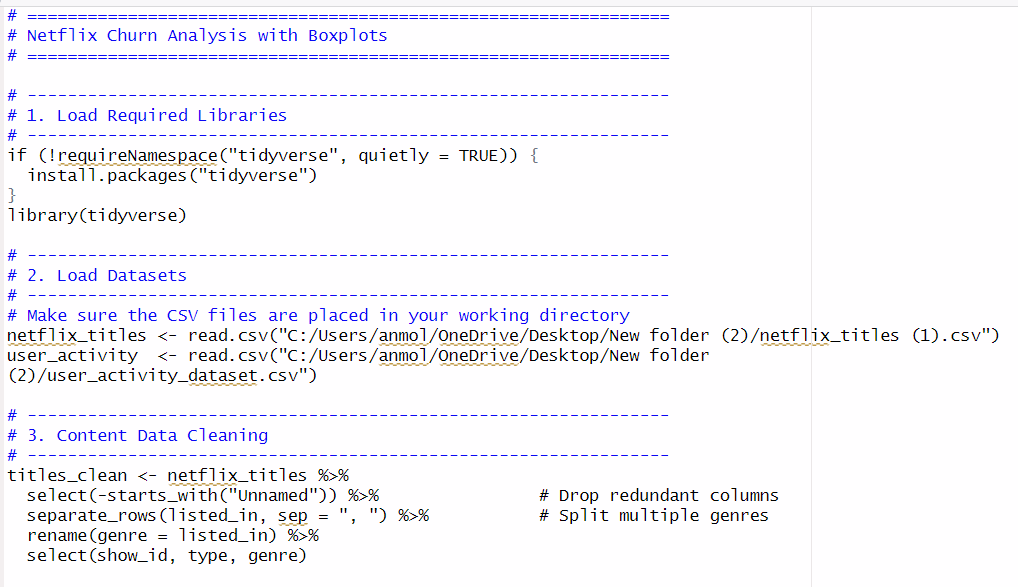 # ================================================================
# Netflix Churn Analysis with Boxplots
# ================================================================
# ----------------------------------------------------------------
# 1. Load Required Libraries
# ----------------------------------------------------------------
if (!requireNamespace("tidyverse", quietly = TRUE)) {
  install.packages("tidyverse")
}
library(tidyverse)
# ----------------------------------------------------------------
# 2. Load Datasets
# ----------------------------------------------------------------
# Make sure the CSV files are placed in your working directory
netflix_titles <- read.csv("C:/Users/anmol/OneDrive/Desktop/New folder (2)/netflix_titles (1).csv")
user_activity  <- read.csv("C:/Users/anmol/OneDrive/Desktop/New folder
(2)/user_activity_dataset.csv")
# ----------------------------------------------------------------
# 3. Content Data Cleaning
# ----------------------------------------------------------------
titles_clean <- netflix_titles %>%
  select(-starts_with("Unnamed")) %>%                # Drop redundant columns
  separate_rows(listed_in, sep = ", ") %>%           # Split multiple genres
  rename(genre = listed_in) %>%
  select(show_id, type, genre)